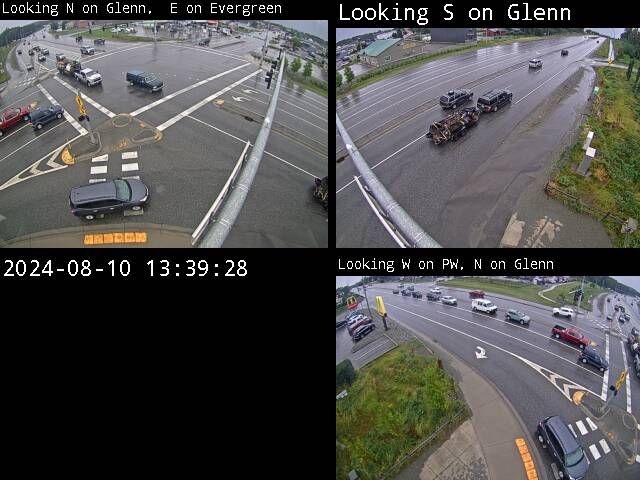 Looking N on Glenn,  E on Evergreen
Looking S on Glenn
2024-08-10 13:39:28
Looking W on PW, N on Glenn